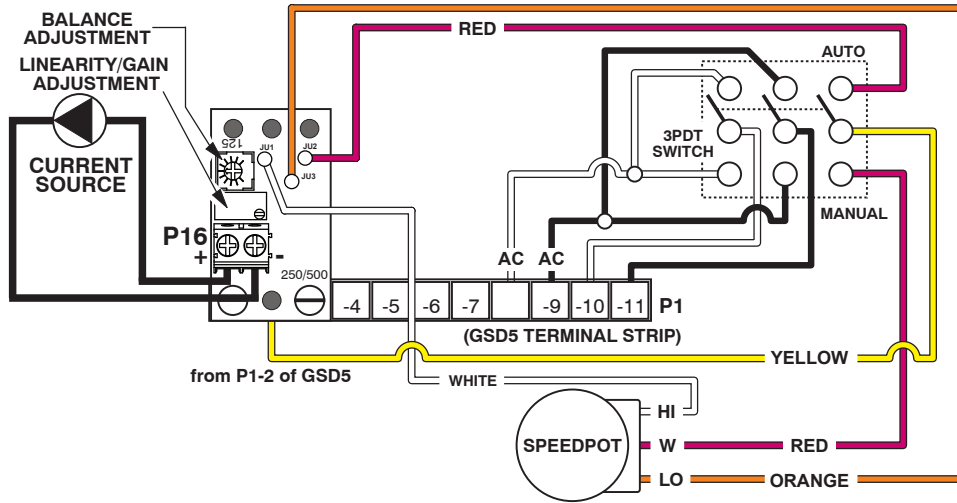 BALANCE
ADJUSTMENT
LINEARITY/GAIN
ADJUSTMENT
CURRENT
SOURCE
RED
AUTO
125
JU1
JU2
JU3
3PDT
SWITCH
MANUAL
P16
+
-
250/500
AC
AC
-4
-5
-6
-7
-9
-10
-11
P1
(GSD5 TERMINAL STRIP)
YELLOW
from P1-2 of GSD5
WHITE
HI
SPEEDPOT
W
RED
LO
ORANGE